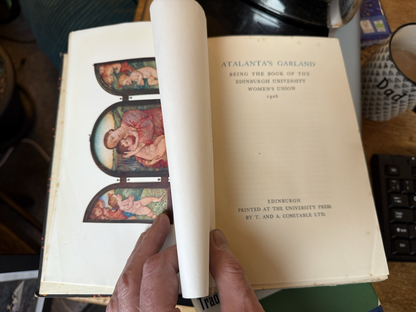 ATALANTA'S GARLAND
BEING THE BOOK OF THE
EDINBURGH UNIVERSITY
WOMEN'S UNION
1926
EDINBURGH
PRINTED AT THE UNIVERSITY PRESS
BY T. AND A. CONSTABLE LTD.
Trad